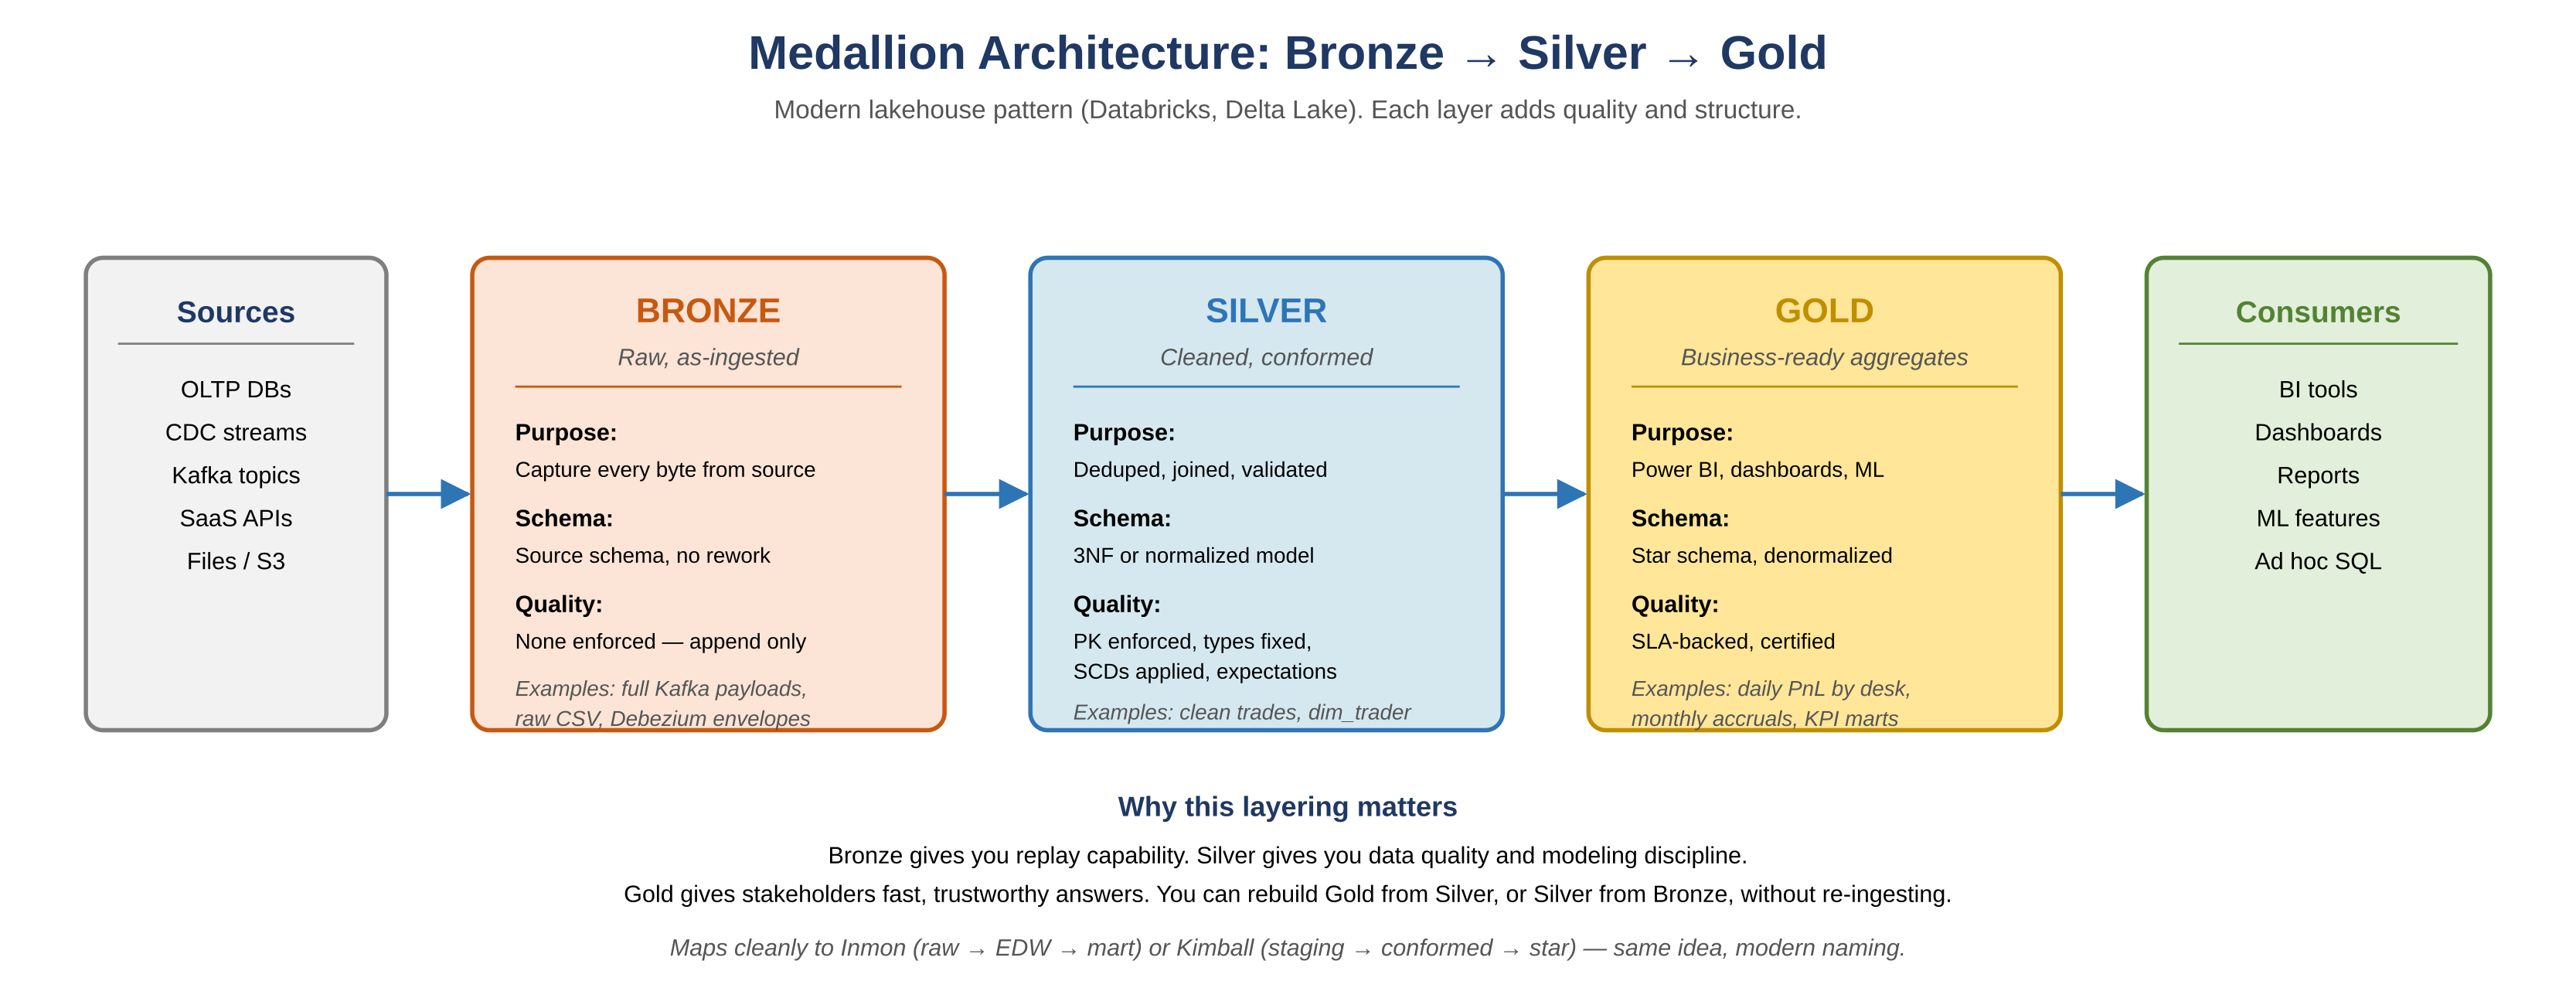 Medallion Architecture: Bronze → Silver → Gold
Modern lakehouse pattern (Databricks, Delta Lake). Each layer adds quality and structure.
Sources
OLTP DBs
CDC streams
Kafka topics
SaaS APIs
Files / S3
BRONZE
Raw, as-ingested
Purpose:
Capture every byte from source
Schema:
Source schema, no rework
Quality:
None enforced — append only
Examples: full Kafka payloads,
raw CSV, Debezium envelopes
SILVER
Cleaned, conformed
Purpose:
Deduped, joined, validated
Schema:
3NF or normalized model
Quality:
PK enforced, types fixed,
SCDs applied, expectations
Examples: clean trades, dim_trader
GOLD
Business-ready aggregates
Purpose:
Power BI, dashboards, ML
Schema:
Star schema, denormalized
Quality:
SLA-backed, certified
Examples: daily PnL by desk,
monthly accruals, KPI marts
Consumers
BI tools
Dashboards
Reports
ML features
Ad hoc SQL
Why this layering matters
Bronze gives you replay capability. Silver gives you data quality and modeling discipline.
Gold gives stakeholders fast, trustworthy answers. You can rebuild Gold from Silver, or Silver from Bronze, without re-ingesting.
Maps cleanly to Inmon (raw → EDW → mart) or Kimball (staging → conformed → star) — same idea, modern naming.